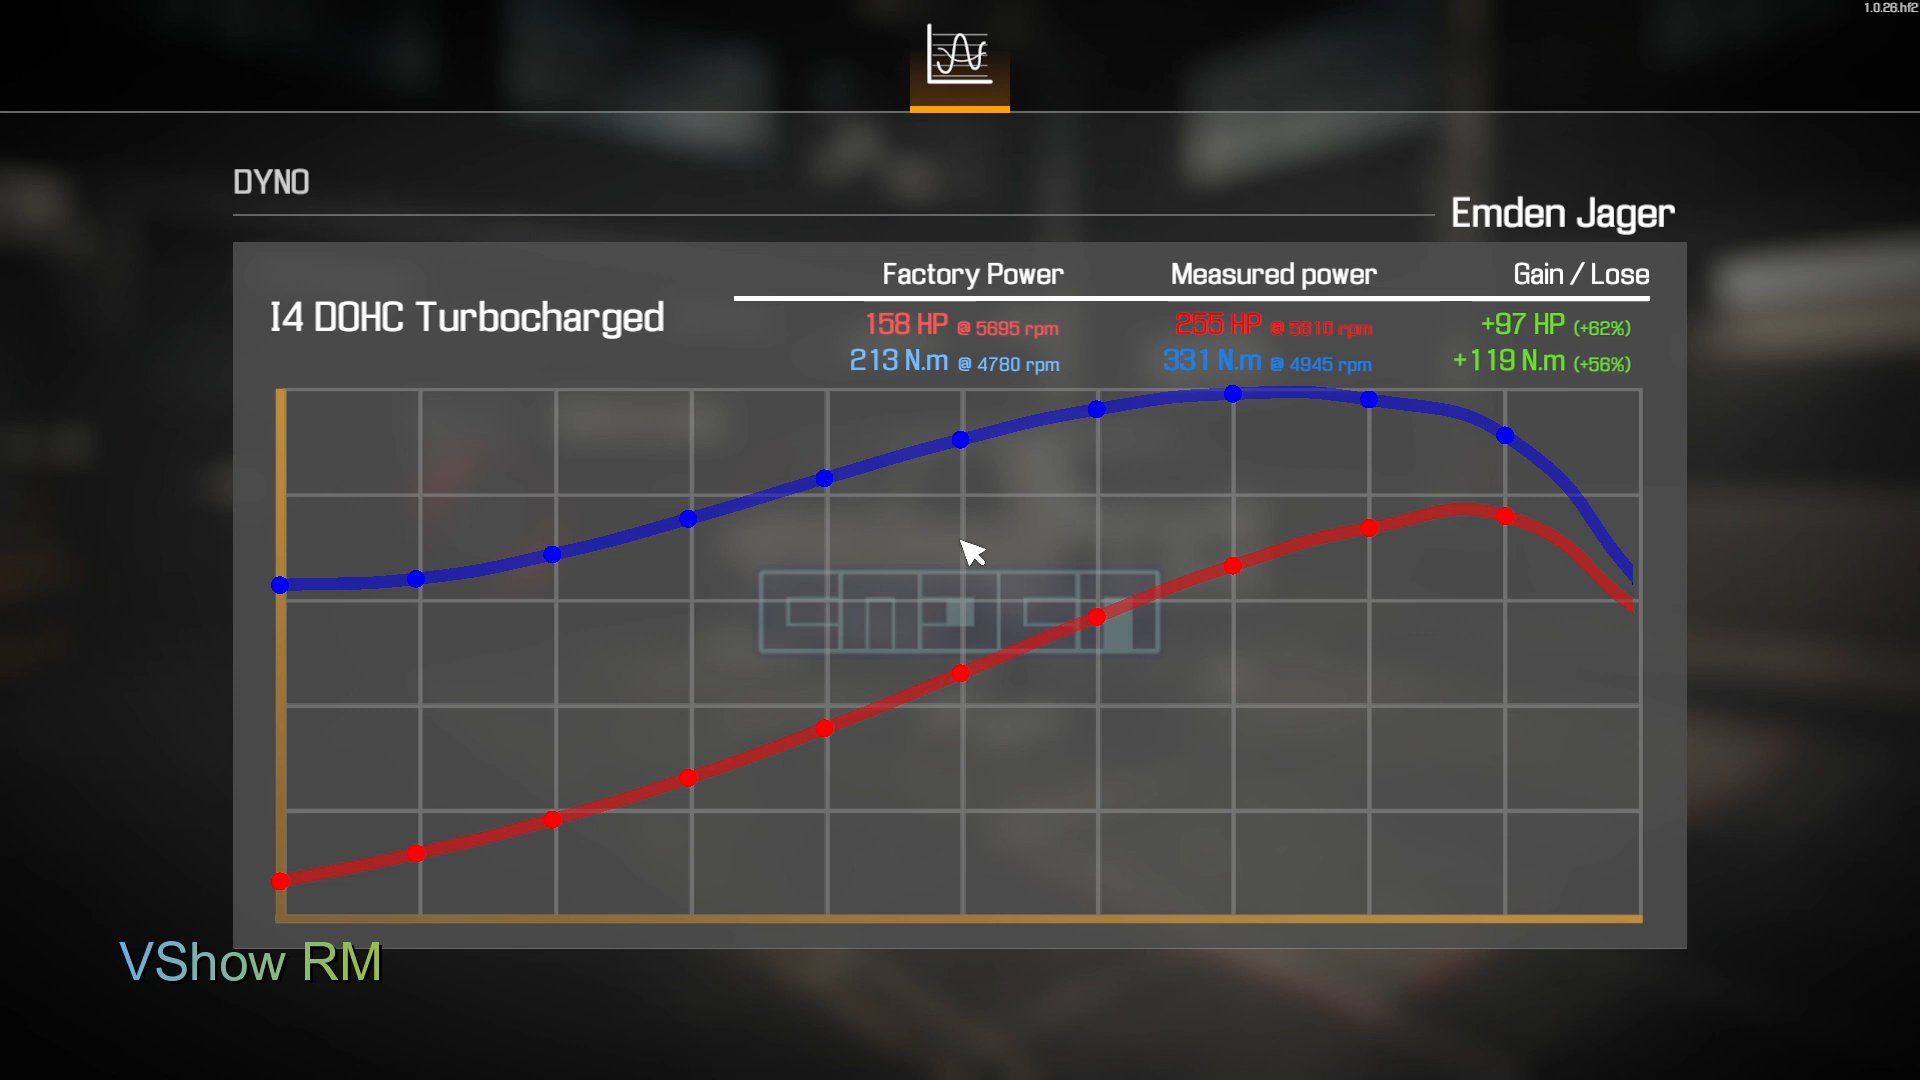 1.0.26.hf2
DYNO
Emden Jager
Factory Power Measured power Gain / Lose
I4 DOHC Turbocharged
158 HP @ 5695 rpm 255 HP @ 5910 rpm +97 HP (+62%)
213 N.m @ 4780 rpm 331 N.m @ 4945 rpm +119 N.m (+56%)
VShow RM